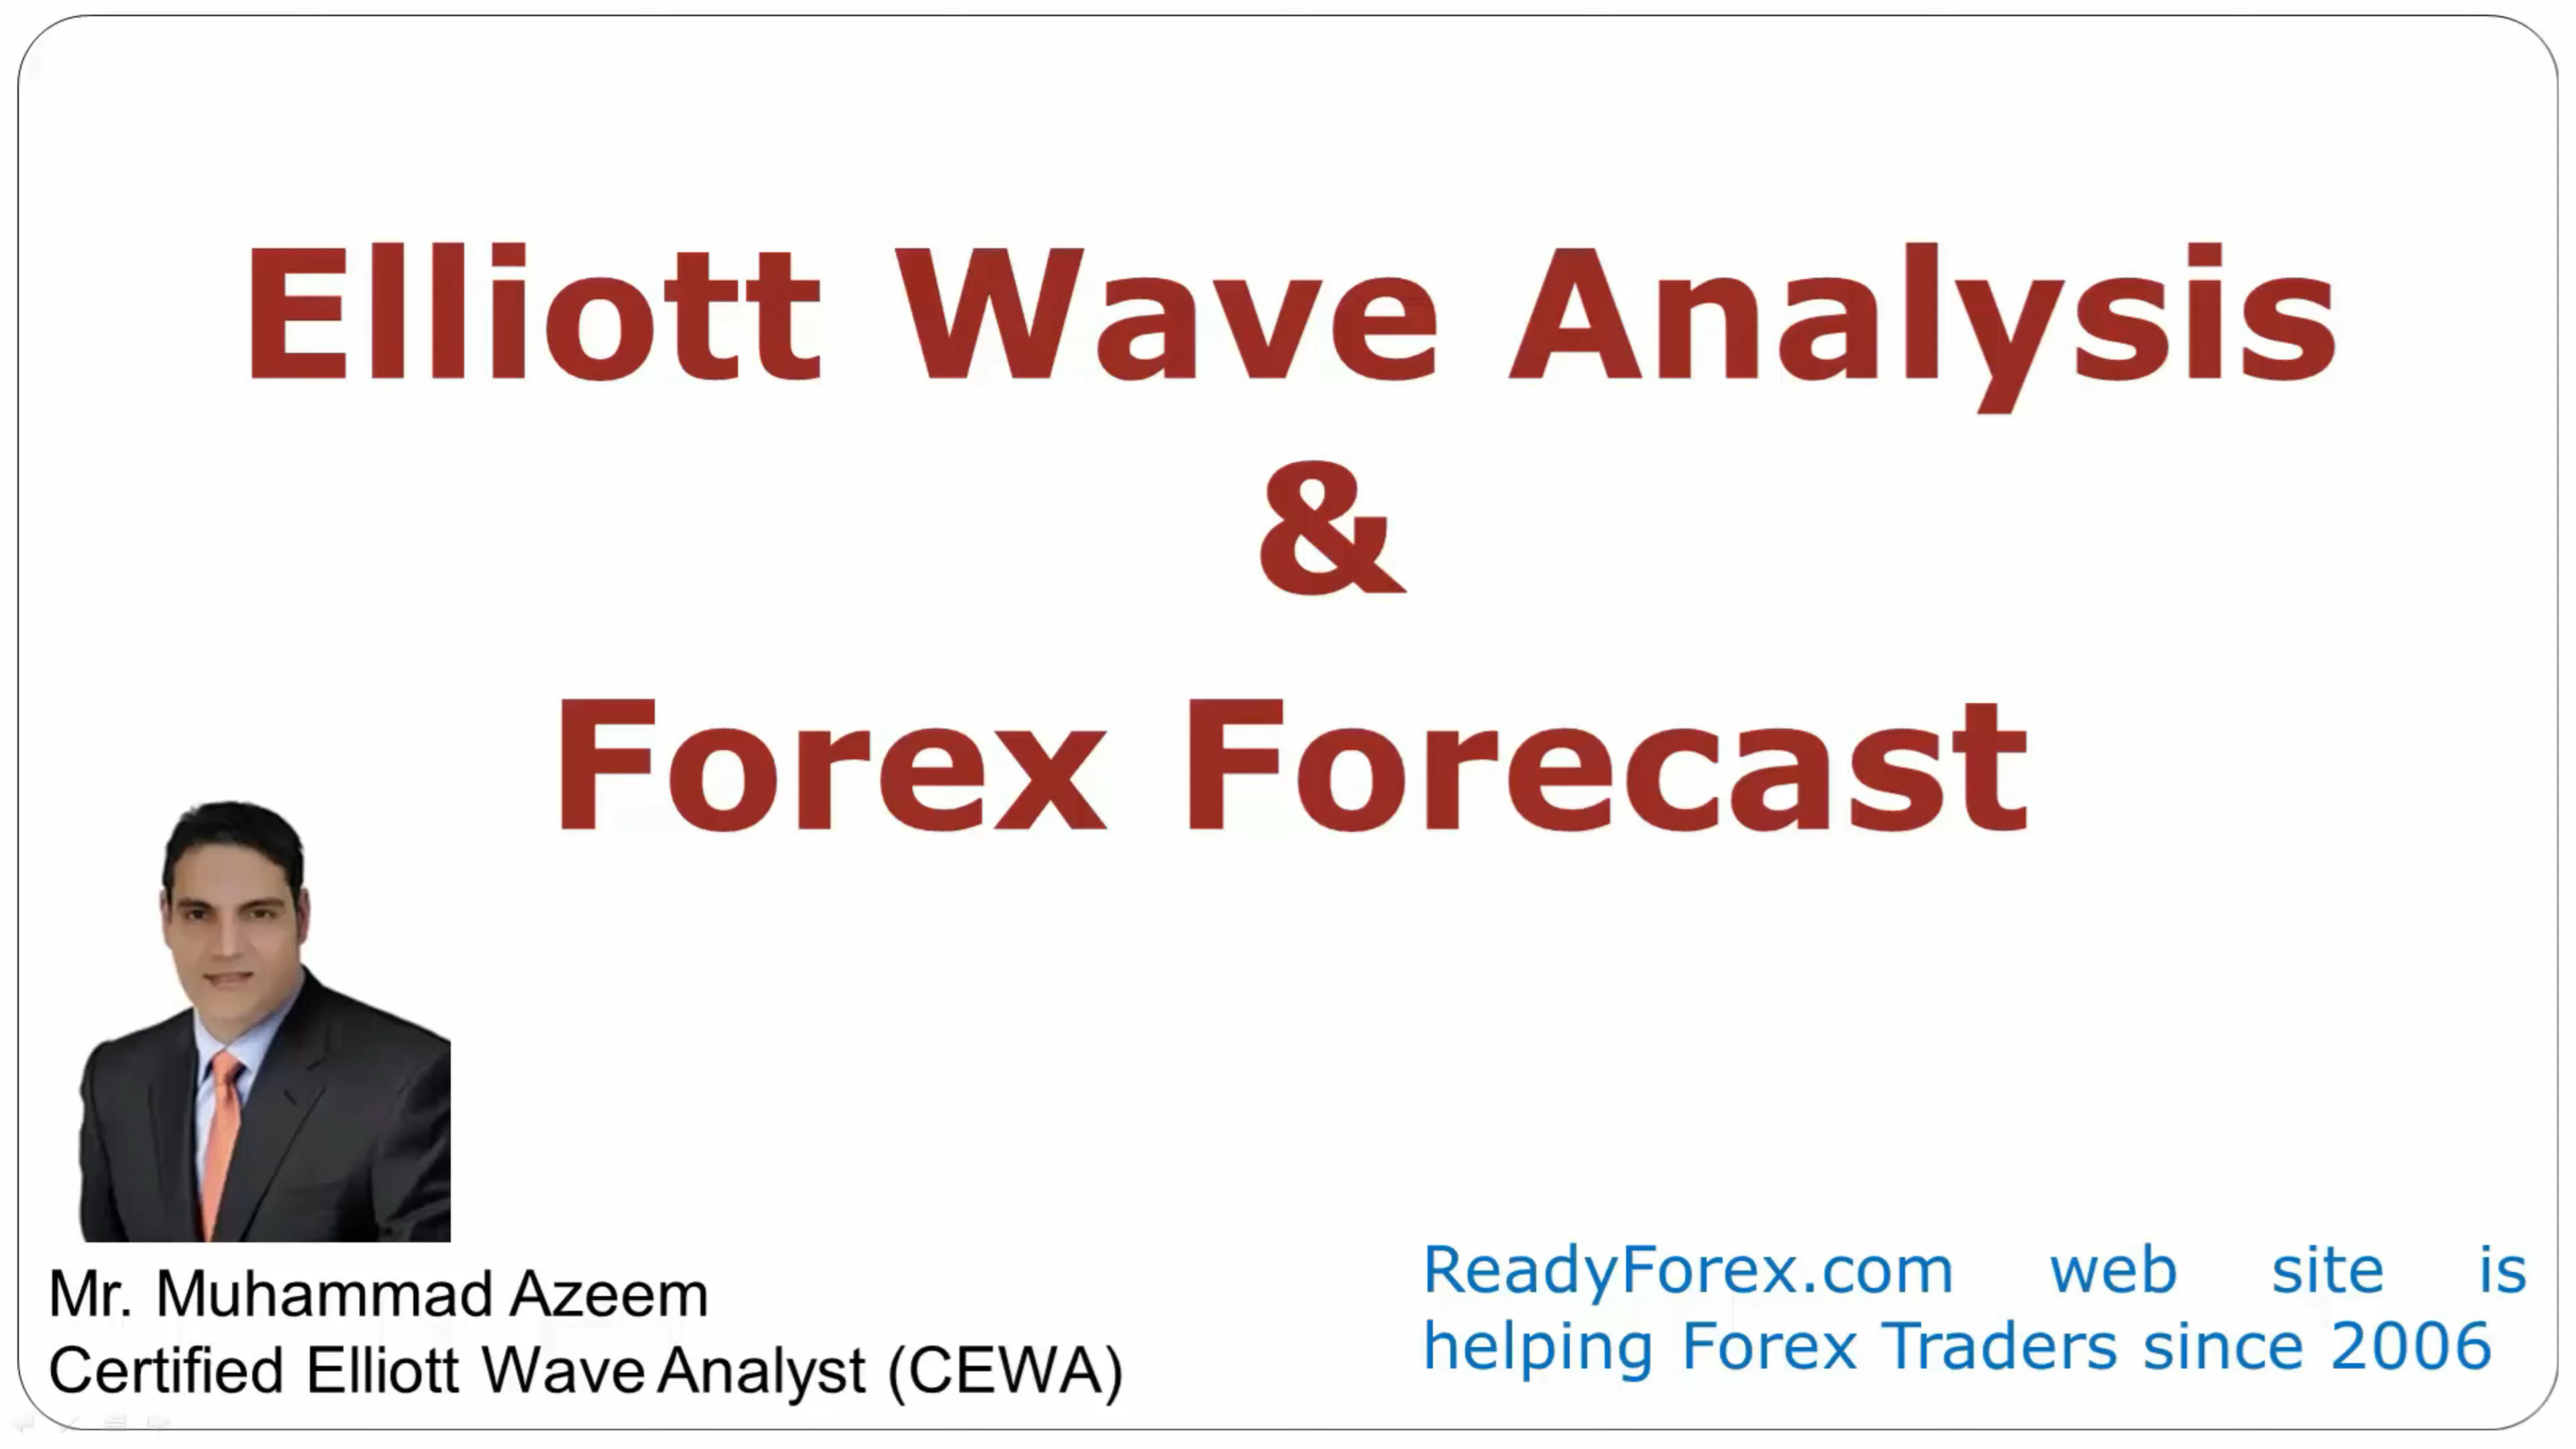 Elliott Wave Analysis
&
Forex Forecast
Mr. Muhammad Azeem
Certified Elliott Wave Analyst (CEWA)
ReadyForex.com web site is
helping Forex Traders since 2006